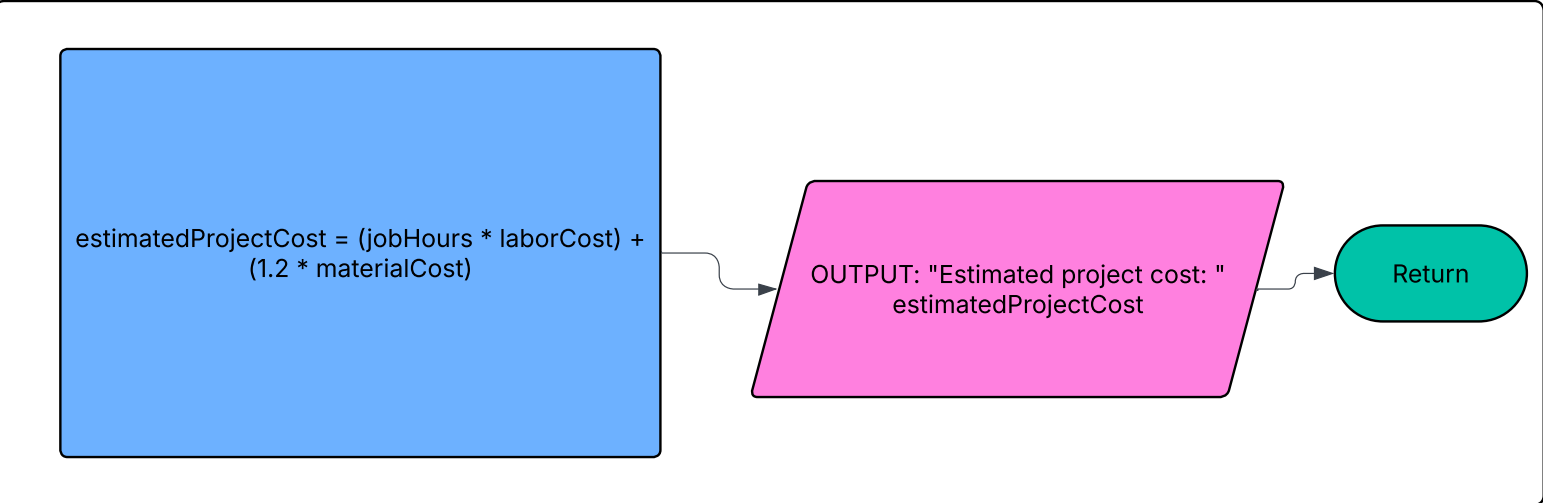 estimatedProjectCost = (jobHours * laborCost) +
(1.2 * materialCost)
OUTPUT: "Estimated project cost: "
estimatedProjectCost
Return